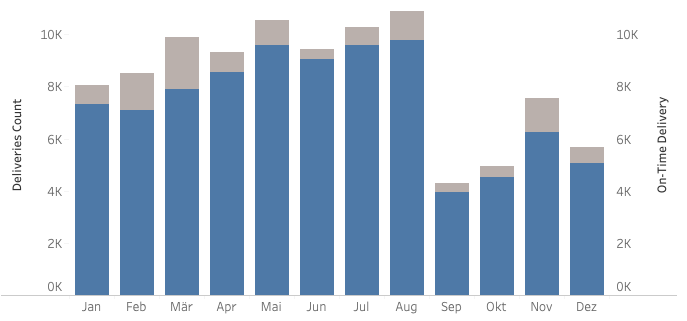 Deliveries Count
10K
8K
6K
4K
2K
0K
10K
8K
6K
4K
2K
0K
On-Time Delivery
Jan Feb Mär Apr Mai Jun Jul Aug Sep Okt Nov Dez